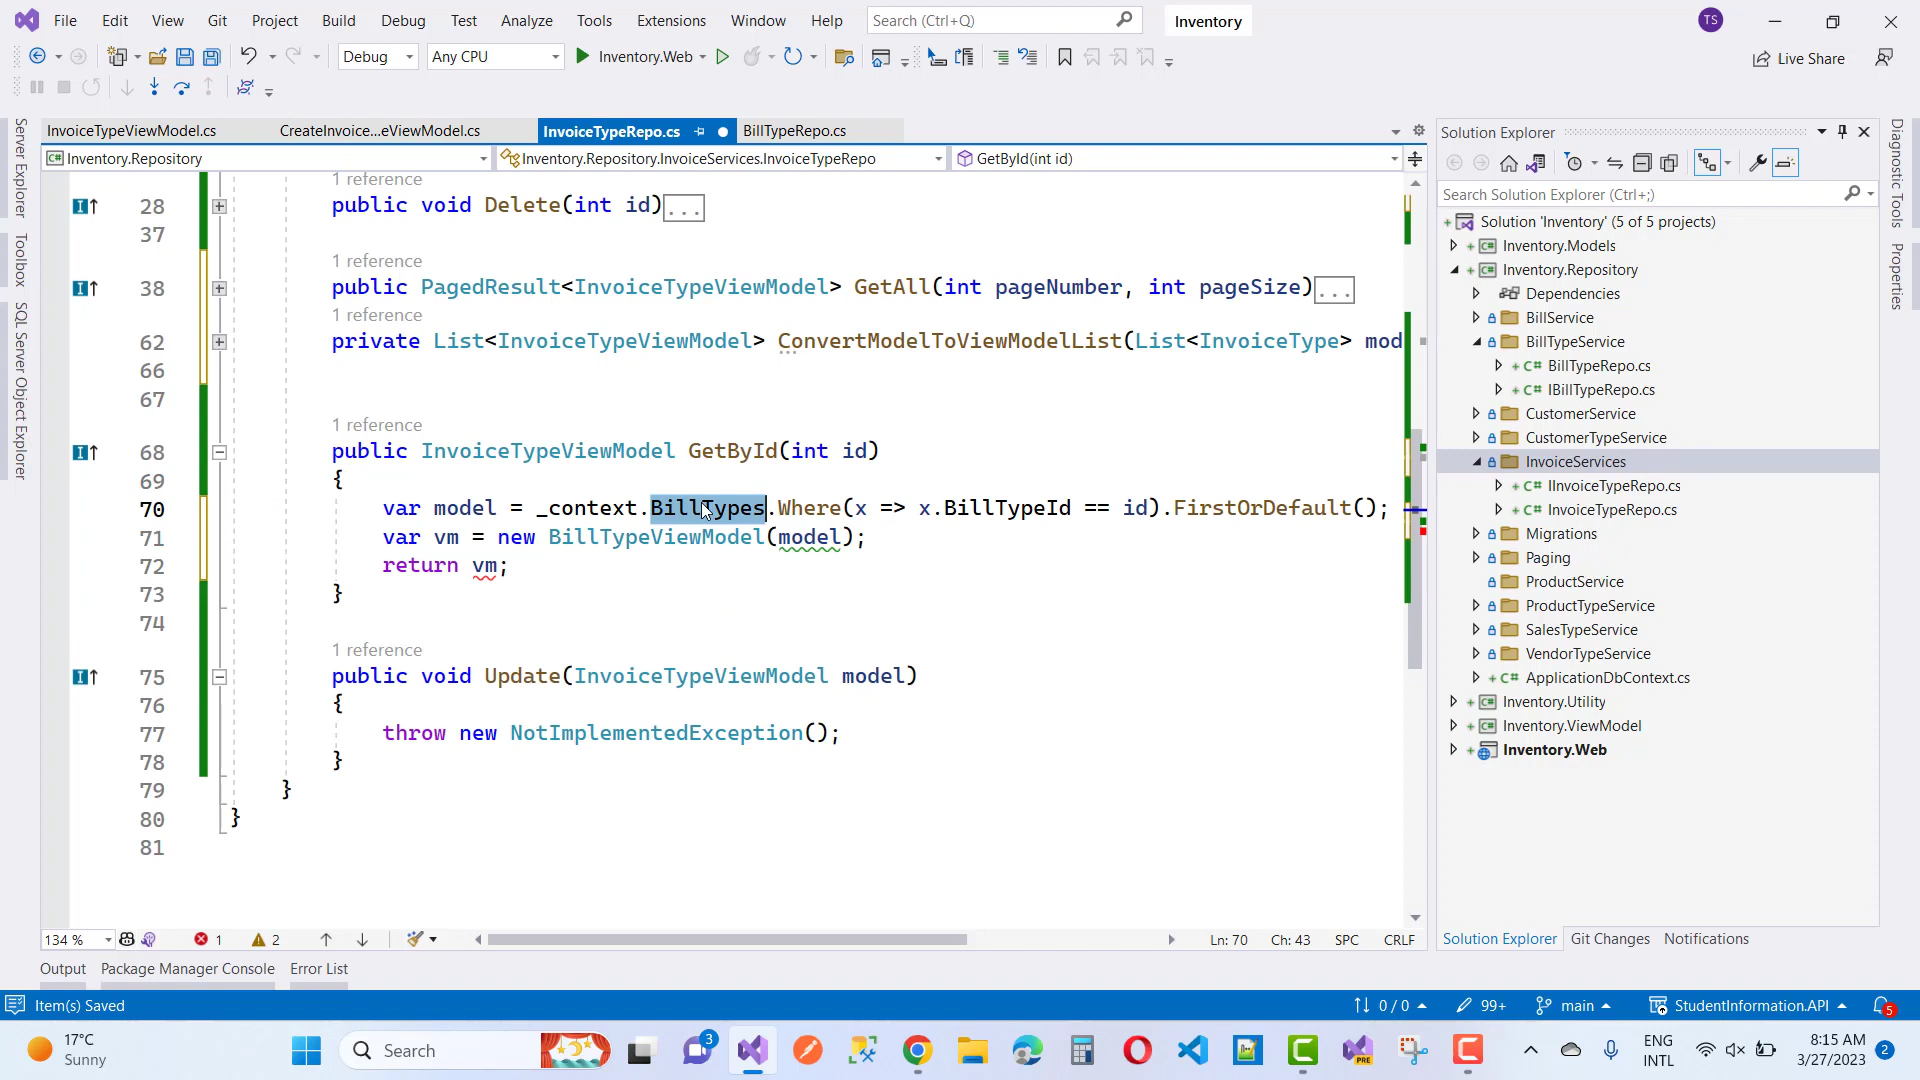 File Edit View Git Project Build Debug Test Analyze Tools Extensions Window Help Search (Ctrl+Q) Inventory TS
Debug Any CPU Inventory.Web Live Share
InvoiceTypeViewModel.cs CreateInvoice...eViewModel.cs InvoiceTypeRepo.cs BillTypeRepo.cs
Inventory.Repository Inventory.Repository.InvoiceServices.InvoiceTypeRepo GetById(int id)
1 reference
28 public void Delete(int id)...
37
1 reference
38 public PagedResult<InvoiceTypeViewModel> GetAll(int pageNumber, int pageSize)...
1 reference
62 private List<InvoiceTypeViewModel> ConvertModelToViewModelList(List<InvoiceType> mod
66
67
1 reference
68 public InvoiceTypeViewModel GetById(int id)
69 {
70 var model = _context.BillTypes.Where(x => x.BillTypeId == id).FirstOrDefault();
71 var vm = new BillTypeViewModel(model);
72 return vm;
73 }
74
1 reference
75 public void Update(InvoiceTypeViewModel model)
76 {
77 throw new NotImplementedException();
78 }
79 }
80 }
81
134 % 1 2 Ln: 70 Ch: 43 SPC CRLF
Output Package Manager Console Error List
Server Explorer
Toolbox
SQL Server Object Explorer
Solution Explorer
Search Solution Explorer (Ctrl+;)
Solution 'Inventory' (5 of 5 projects)
Inventory.Models
Inventory.Repository
Dependencies
BillService
BillTypeService
C# BillTypeRepo.cs
C# IBillTypeRepo.cs
CustomerService
CustomerTypeService
InvoiceServices
C# IInvoiceTypeRepo.cs
C# InvoiceTypeRepo.cs
Migrations
Paging
ProductService
ProductTypeService
SalesTypeService
VendorTypeService
C# ApplicationDbContext.cs
Inventory.Utility
Inventory.ViewModel
Inventory.Web
Solution Explorer Git Changes Notifications
Diagnostic Tools
Properties
Item(s) Saved 0 / 0 99+ main StudentInformation.API 5
17°C
Sunny
Search 3 PRE
ENG
INTL
8:15 AM
3/27/2023 2